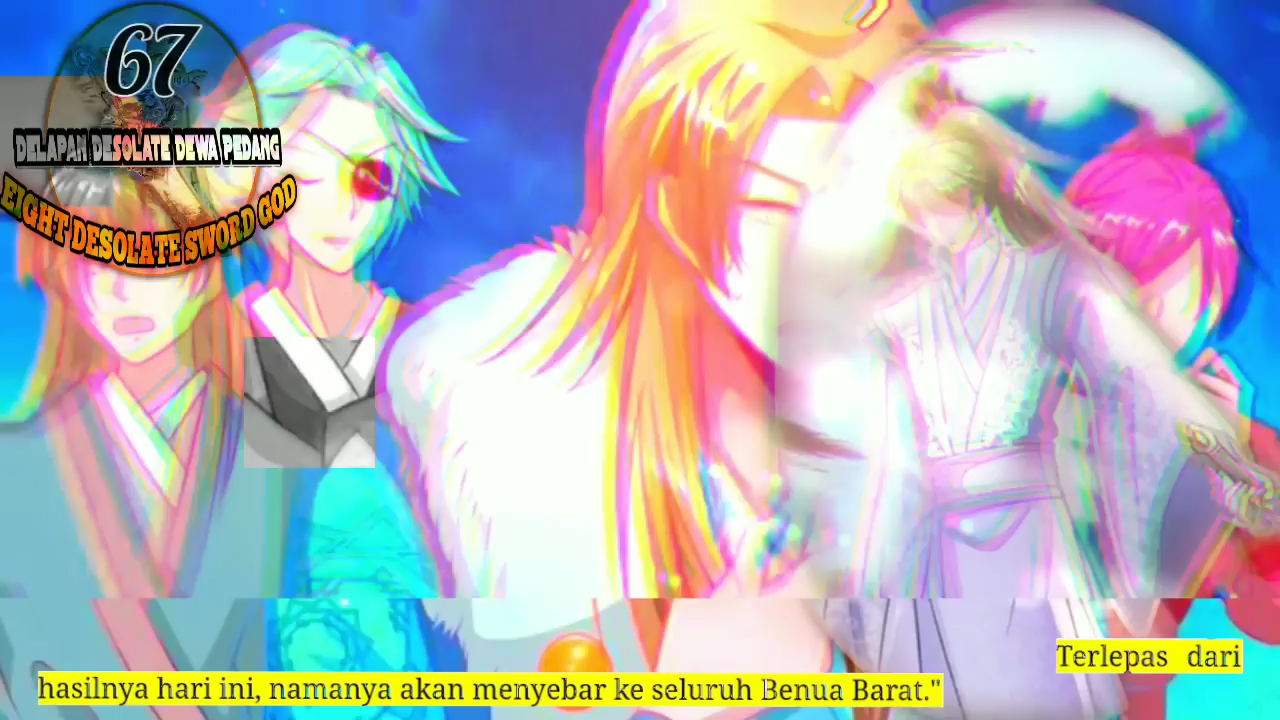 67
DELAPAN DESOLATE DEWA PEDANG
EIGHT DESOLATE SWORD GOD
Terlepas dari
hasilnya hari ini, namanya akan menyebar ke seluruh Benua Barat."